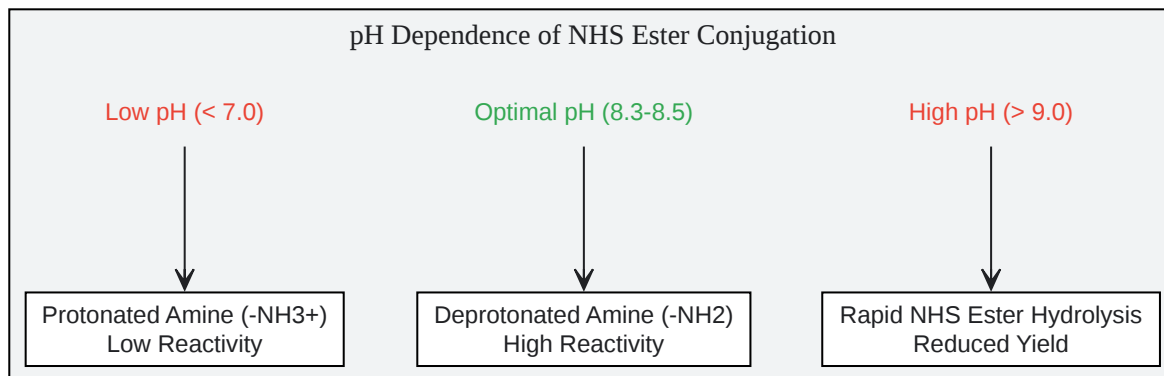 pH Dependence of NHS Ester Conjugation
Low pH (< 7.0)
Optimal pH (8.3-8.5)
High pH (> 9.0)
Protonated Amine (-NH3+)
Low Reactivity
Deprotonated Amine (-NH2)
High Reactivity
Rapid NHS Ester Hydrolysis
Reduced Yield